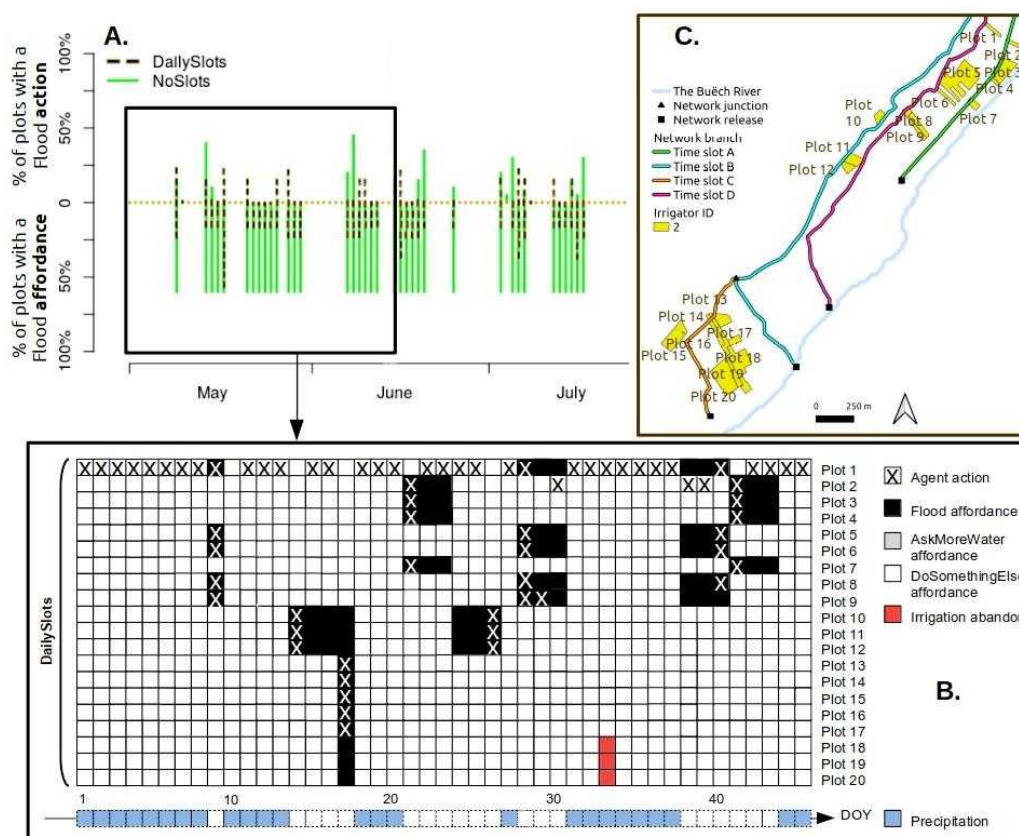 A.
DailySlots
NoSlots
% of plots with a
Flood action
% of plots with a
Flood affordance
100%
50%
0
50%
100%
May
June
July
C.
The Buëch River
Network junction
Network release
Network branch
Time slot A
Time slot B
Time slot C
Time slot D
Irrigator ID
2
Plot 1
Plot 2
Plot 3
Plot 4
Plot 5
Plot 6
Plot 7
Plot 8
Plot 9
Plot
10
Plot 11
Plot 12
Plot 13
Plot 14
Plot 15
Plot 16
Plot 17
Plot 18
Plot 19
Plot 20
0
250 m
DailySlots
X X X X X X X X X X X X X X X X X X X X X X X X X X X X X X X X X X X
Plot 1
X X X X X
Plot 2
X X
Plot 3
X X
Plot 4
X X X
Plot 5
X X X
Plot 6
X X
Plot 7
X X X
Plot 8
X X X
Plot 9
X X
Plot 10
X X
Plot 11
X X
Plot 12
X
Plot 13
X
Plot 14
X
Plot 15
X
Plot 16
X
Plot 17
Plot 18
Plot 19
Plot 20
X Agent action
Flood affordance
AskMoreWater
affordance
DoSomethingElse
affordance
Irrigation abandon
B.
1 10 20 30 40
DOY
Precipitation